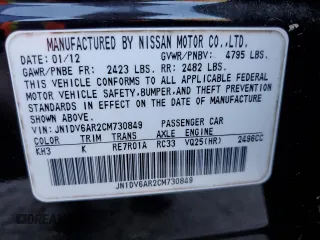 MANUFACTURED BY NISSAN MOTOR CO.,LTD.
DATE: 01/12 GVWR/PNBV: 4795 LBS.
GAWR/PNBE FR: 2423 LBS. RR: 2482 LBS.
THIS VEHICLE CONFORMS TO ALL APPLICABLE FEDERAL
MOTOR VEHICLE SAFETY, BUMPER, AND THEFT PREVENTION
STANDARDS IN EFFECT ON THE DATE OF MANUFACTURE
SHOWN ABOVE.
VIN: JN1DV6AR2CM730849 PASSENGER CAR
COLOR TRIM TRANS AXLE ENGINE
KH3 K RE7R01A RC33 VQ25(HR) 2496CC
JN1DV6AR2CM730849